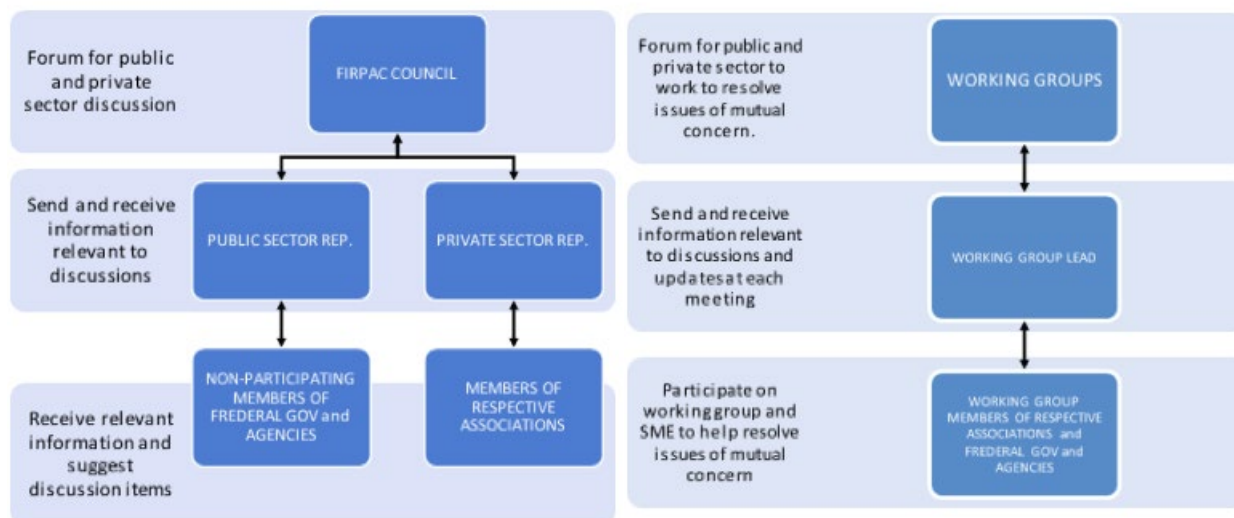 Forum for public
and private
sector discussion
FIRPAC COUNCIL
Send and receive
information
relevant to
discussions
PUBLIC SECTOR REP.
PRIVATE SECTOR REP.
Receive relevant
information and
suggest
discussion items
NON-PARTICIPATING
MEMBERS OF
FREDERAL GOV and
AGENCIES
MEMBERS OF
RESPECTIVE
ASSOCIATIONS
Forum for public and
private sector to
work to resolve
issues of mutual
concern.
WORKING GROUPS
Send and receive
information relevant
to discussions and
updates at each
meeting
WORKING GROUP LEAD
Participate on
working group and
SME to help resolve
issues of mutual
concern
WORKING GROUP
MEMBERS OF RESPECTIVE
ASSOCIATIONS and
FREDERAL GOV and
AGENCIES